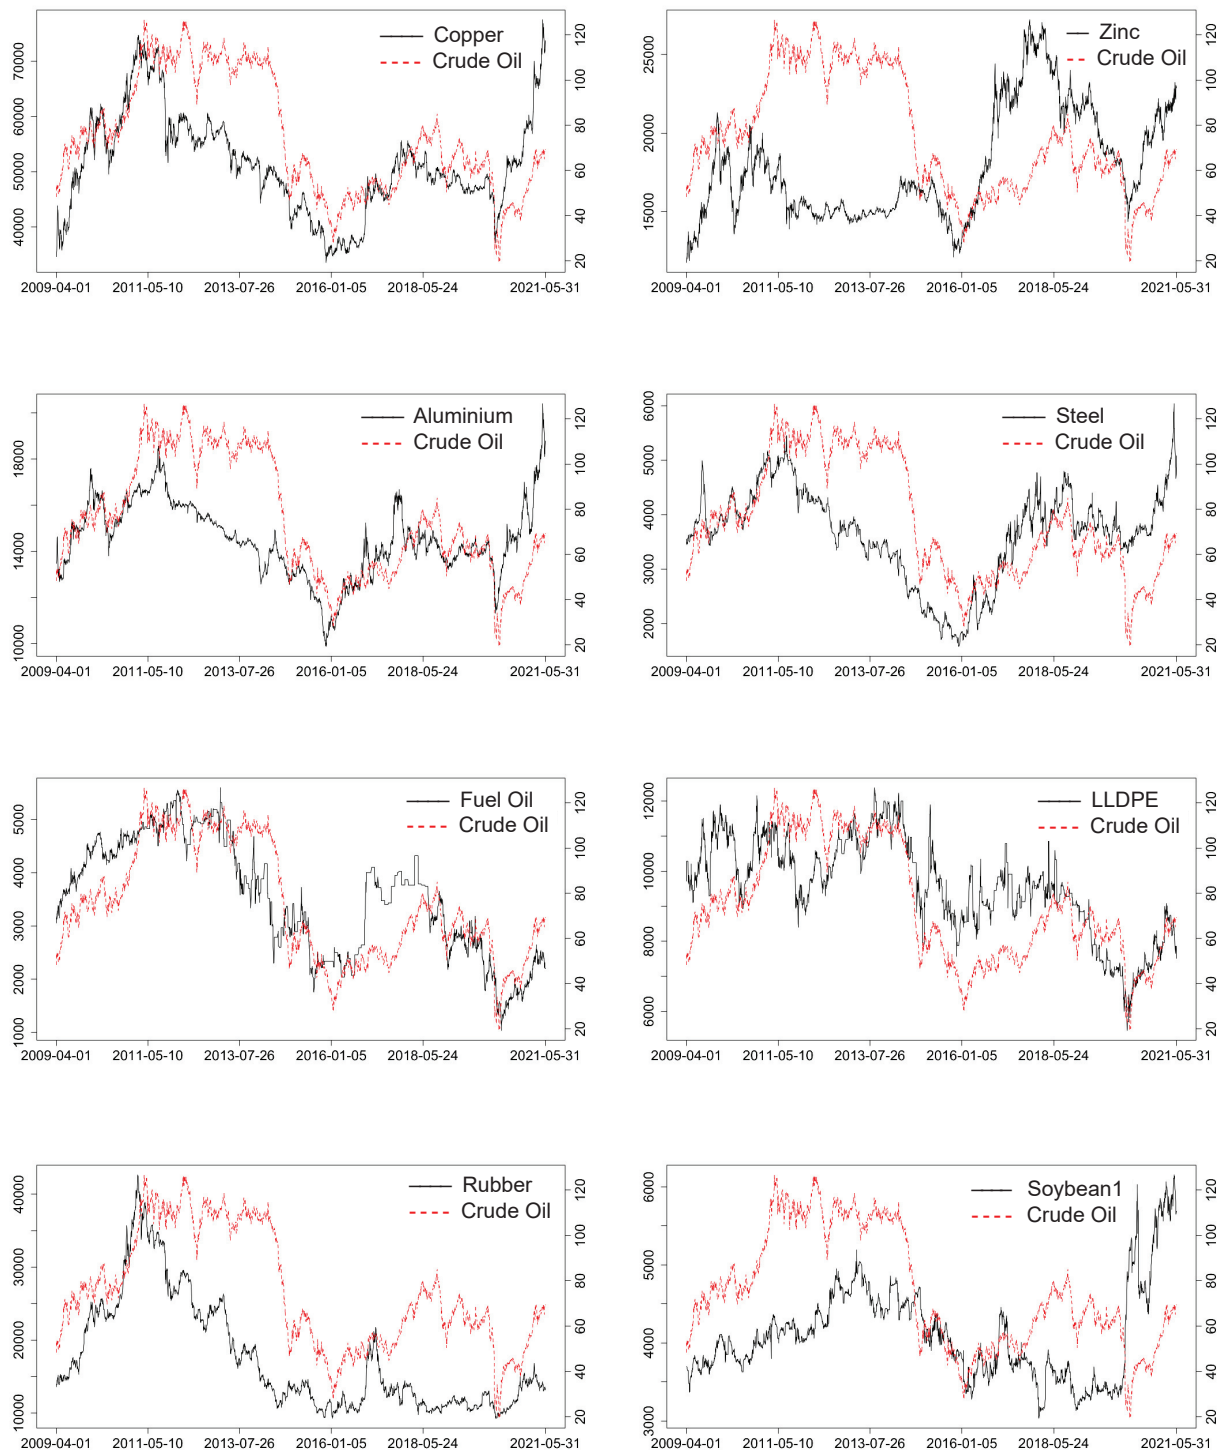 Copper
Crude Oil
40000 50000 60000 70000
20 40 60 80 100 120
2009-04-01 2011-05-10 2013-07-26 2016-01-05 2018-05-24 2021-05-31
Zinc
Crude Oil
15000 20000 25000
20 40 60 80 100 120
2009-04-01 2011-05-10 2013-07-26 2016-01-05 2018-05-24 2021-05-31
Aluminium
Crude Oil
10000 14000 18000
20 40 60 80 100 120
2009-04-01 2011-05-10 2013-07-26 2016-01-05 2018-05-24 2021-05-31
Steel
Crude Oil
2000 3000 4000 5000 6000
20 40 60 80 100 120
2009-04-01 2011-05-10 2013-07-26 2016-01-05 2018-05-24 2021-05-31
Fuel Oil
Crude Oil
1000 2000 3000 4000 5000
20 40 60 80 100 120
2009-04-01 2011-05-10 2013-07-26 2016-01-05 2018-05-24 2021-05-31
LLDPE
Crude Oil
6000 8000 10000 12000
20 40 60 80 100 120
2009-04-01 2011-05-10 2013-07-26 2016-01-05 2018-05-24 2021-05-31
Rubber
Crude Oil
10000 20000 30000 40000
20 40 60 80 100 120
2009-04-01 2011-05-10 2013-07-26 2016-01-05 2018-05-24 2021-05-31
Soybean1
Crude Oil
3000 4000 5000 6000
20 40 60 80 100 120
2009-04-01 2011-05-10 2013-07-26 2016-01-05 2018-05-24 2021-05-31